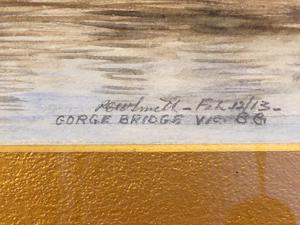 Feb 12/13 -
GORGE BRIDGE VIC. BC